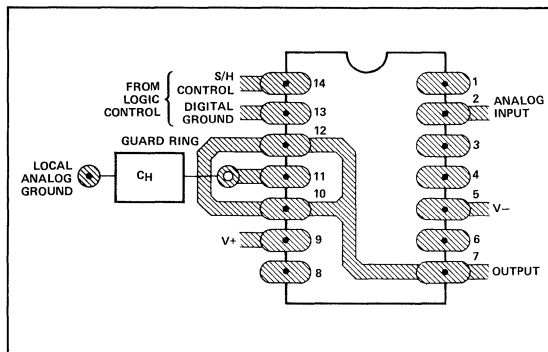 FROM
LOGIC
CONTROL
S/H
CONTROL
DIGITAL
GROUND
GUARD RING
LOCAL
ANALOG
GROUND
CH
V+
14
13
12
11
10
9
8
1
2
3
4
5
6
7
ANALOG
INPUT
V−
OUTPUT